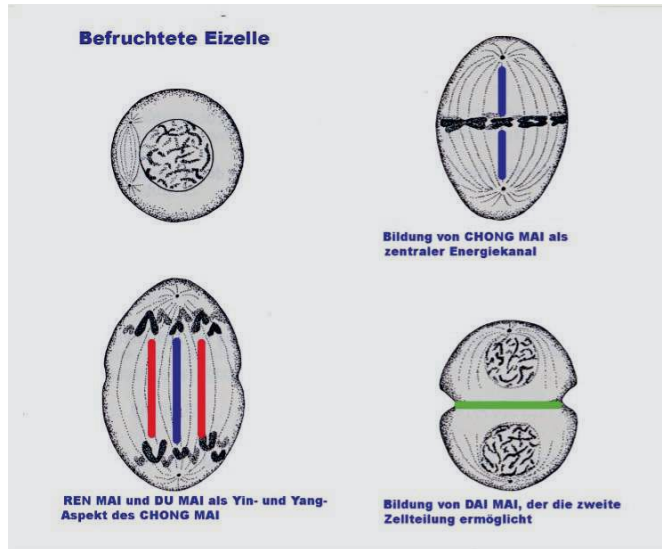 Befruchtete Eizelle
Bildung von CHONG MAI als
zentraler Energiekanal
REN MAI und DU MAI als Yin- und Yang-
Aspekt des CHONG MAI
Bildung von DAI MAI, der die zweite
Zellteilung ermöglicht